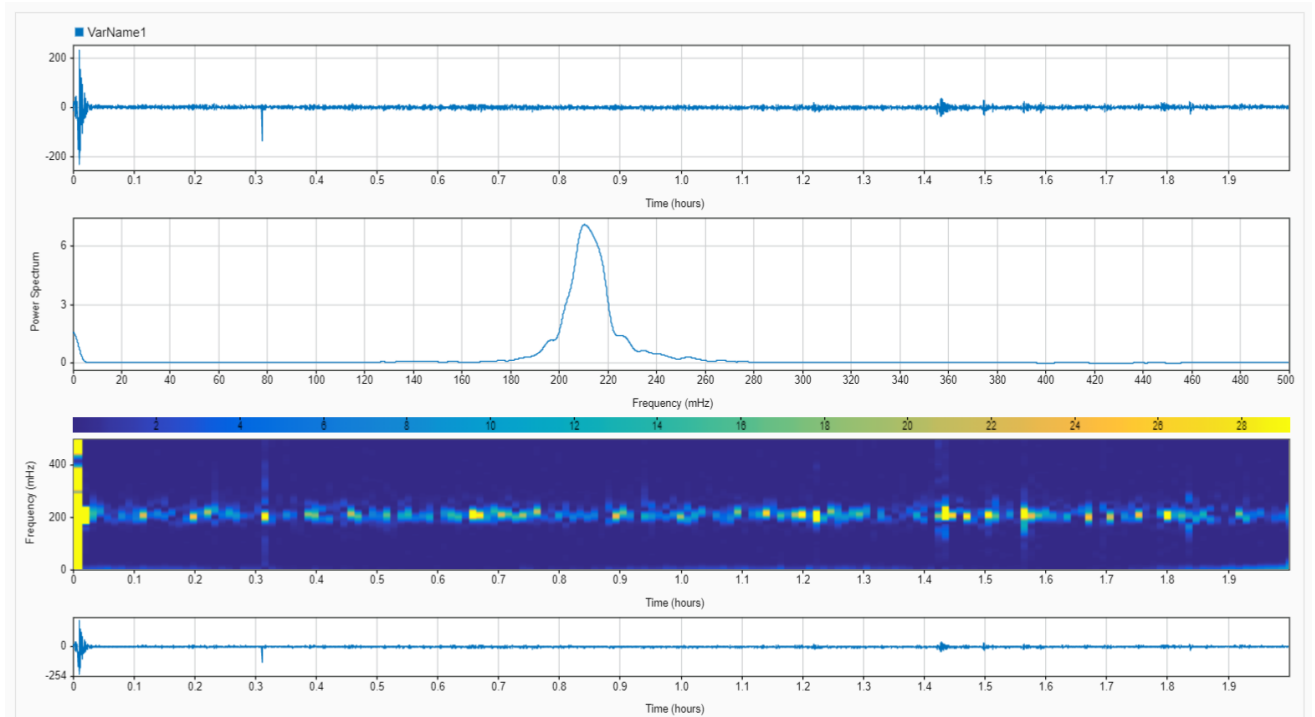 VarName1
200
0
-200
0 0.1 0.2 0.3 0.4 0.5 0.6 0.7 0.8 0.9 1.0 1.1 1.2 1.3 1.4 1.5 1.6 1.7 1.8 1.9
Time (hours)
Power Spectrum
6
3
0
0 20 40 60 80 100 120 140 160 180 200 220 240 260 280 300 320 340 360 380 400 420 440 460 480 500
Frequency (mHz)
2 4 6 8 10 12 14 16 18 20 22 24 26 28
Frequency (mHz)
400
200
0
0 0.1 0.2 0.3 0.4 0.5 0.6 0.7 0.8 0.9 1.0 1.1 1.2 1.3 1.4 1.5 1.6 1.7 1.8 1.9
Time (hours)
0
-254
0 0.1 0.2 0.3 0.4 0.5 0.6 0.7 0.8 0.9 1.0 1.1 1.2 1.3 1.4 1.5 1.6 1.7 1.8 1.9
Time (hours)